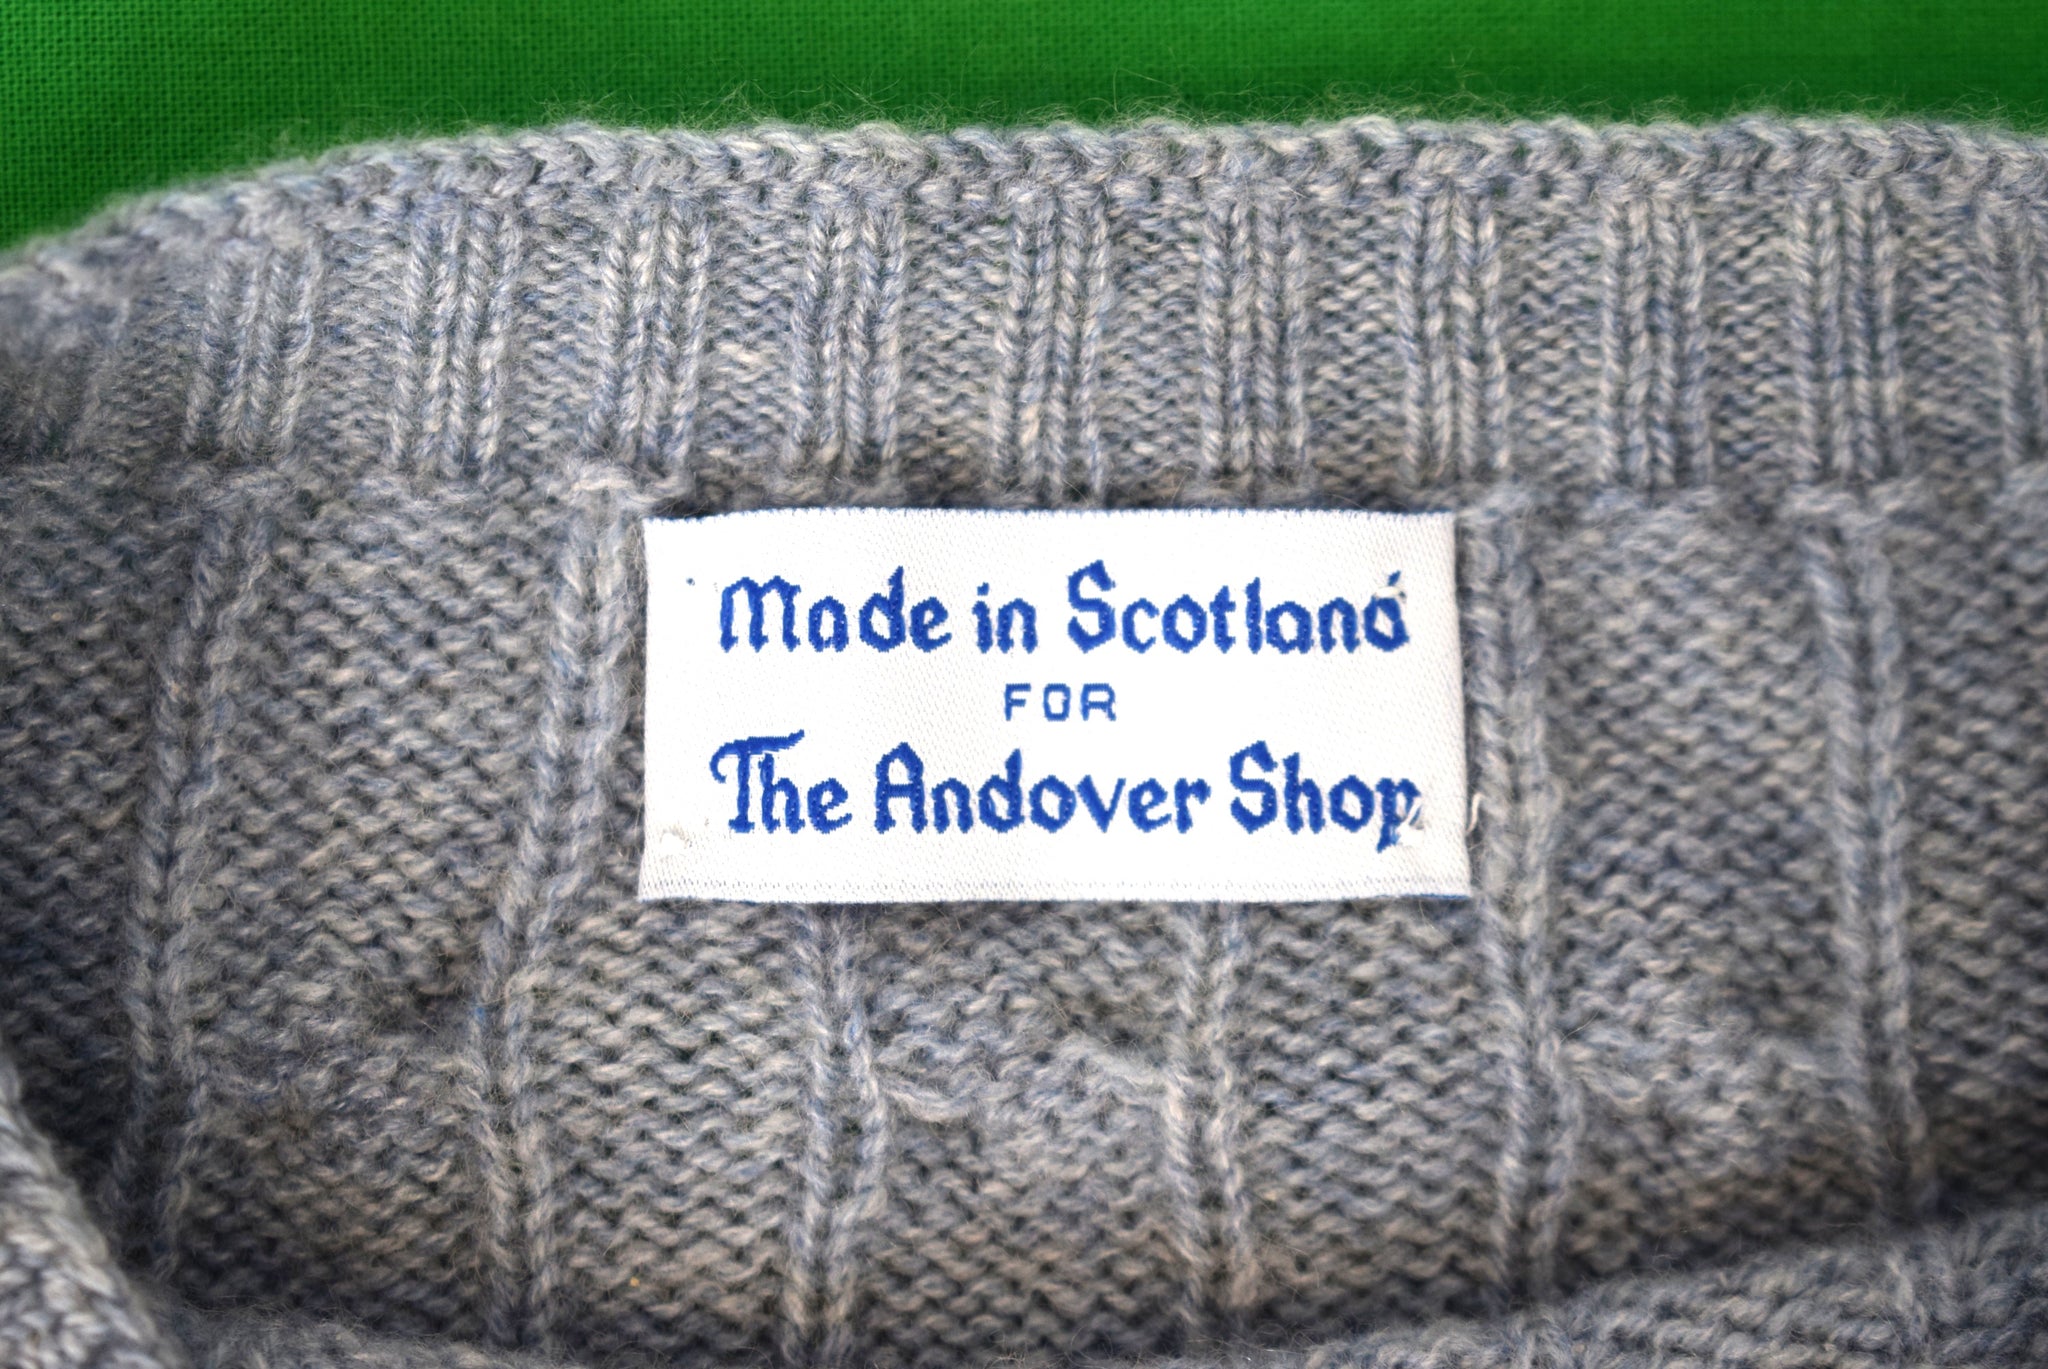 Made in Scotland
FOR
The Andover Shop